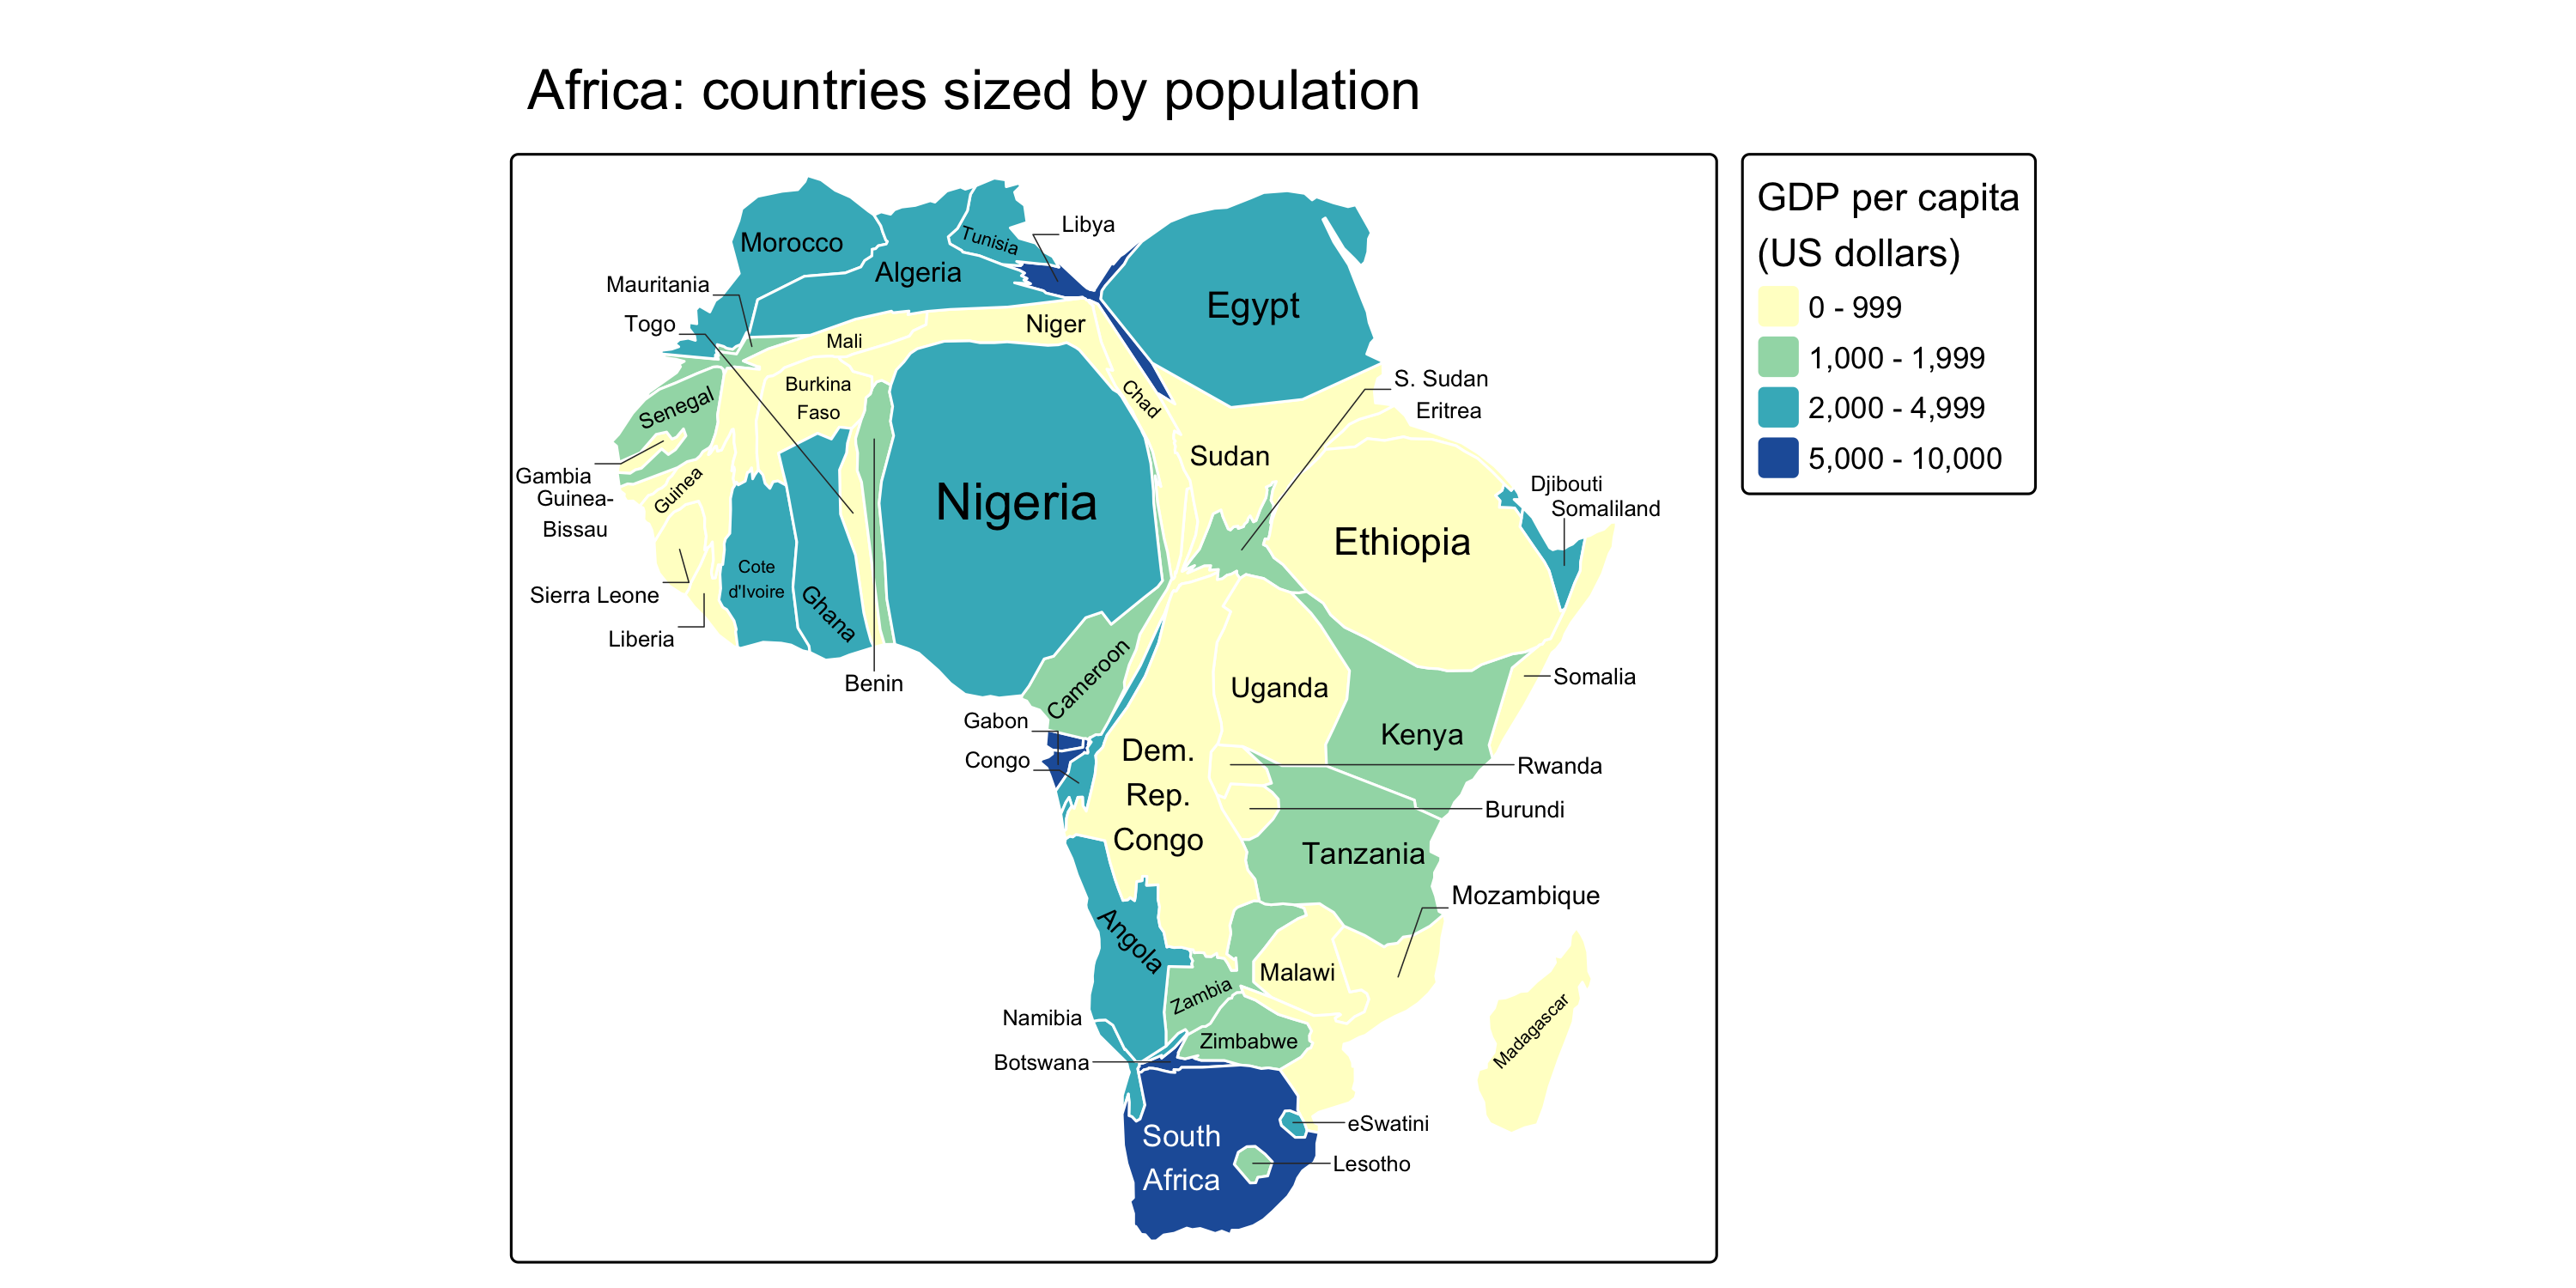 Africa: countries sized by population
GDP per capita
(US dollars)
0 - 999
1,000 - 1,999
2,000 - 4,999
5,000 - 10,000
Morocco
Algeria
Tunisia
Libya
Egypt
Mauritania
Togo
Mali
Niger
Burkina
Faso
Chad
S. Sudan
Eritrea
Senegal
Sudan
Gambia
Guinea-
Bissau
Guinea
Nigeria
Djibouti
Somaliland
Ethiopia
Cote
d'Ivoire
Ghana
Sierra Leone
Liberia
Benin
Cameroon
Uganda
Somalia
Gabon
Congo
Dem.
Rep.
Congo
Kenya
Rwanda
Burundi
Tanzania
Mozambique
Angola
Malawi
Zambia
Madagascar
Namibia
Zimbabwe
Botswana
South
Africa
eSwatini
Lesotho